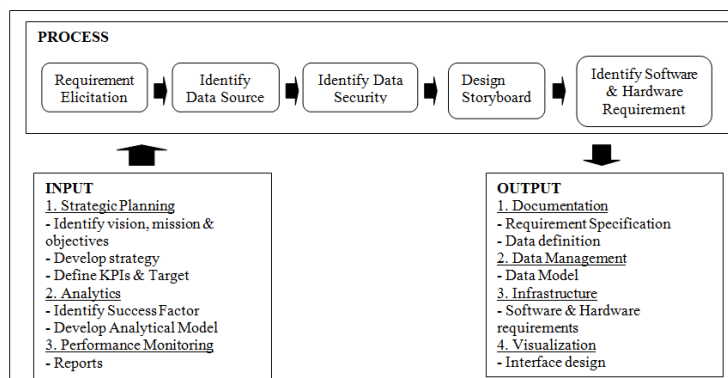 PROCESS
Requirement
Elicitation
Identify
Data Source
Identify Data
Security
Design
Storyboard
Identify Software
& Hardware
Requirement
INPUT
1. Strategic Planning
- Identify vision, mission &
objectives
- Develop strategy
- Define KPIs & Target
2. Analytics
- Identify Success Factor
- Develop Analytical Model
3. Performance Monitoring
- Reports
OUTPUT
1. Documentation
- Requirement Specification
- Data definition
2. Data Management
- Data Model
3. Infrastructure
- Software & Hardware
requirements
4. Visualization
- Interface design